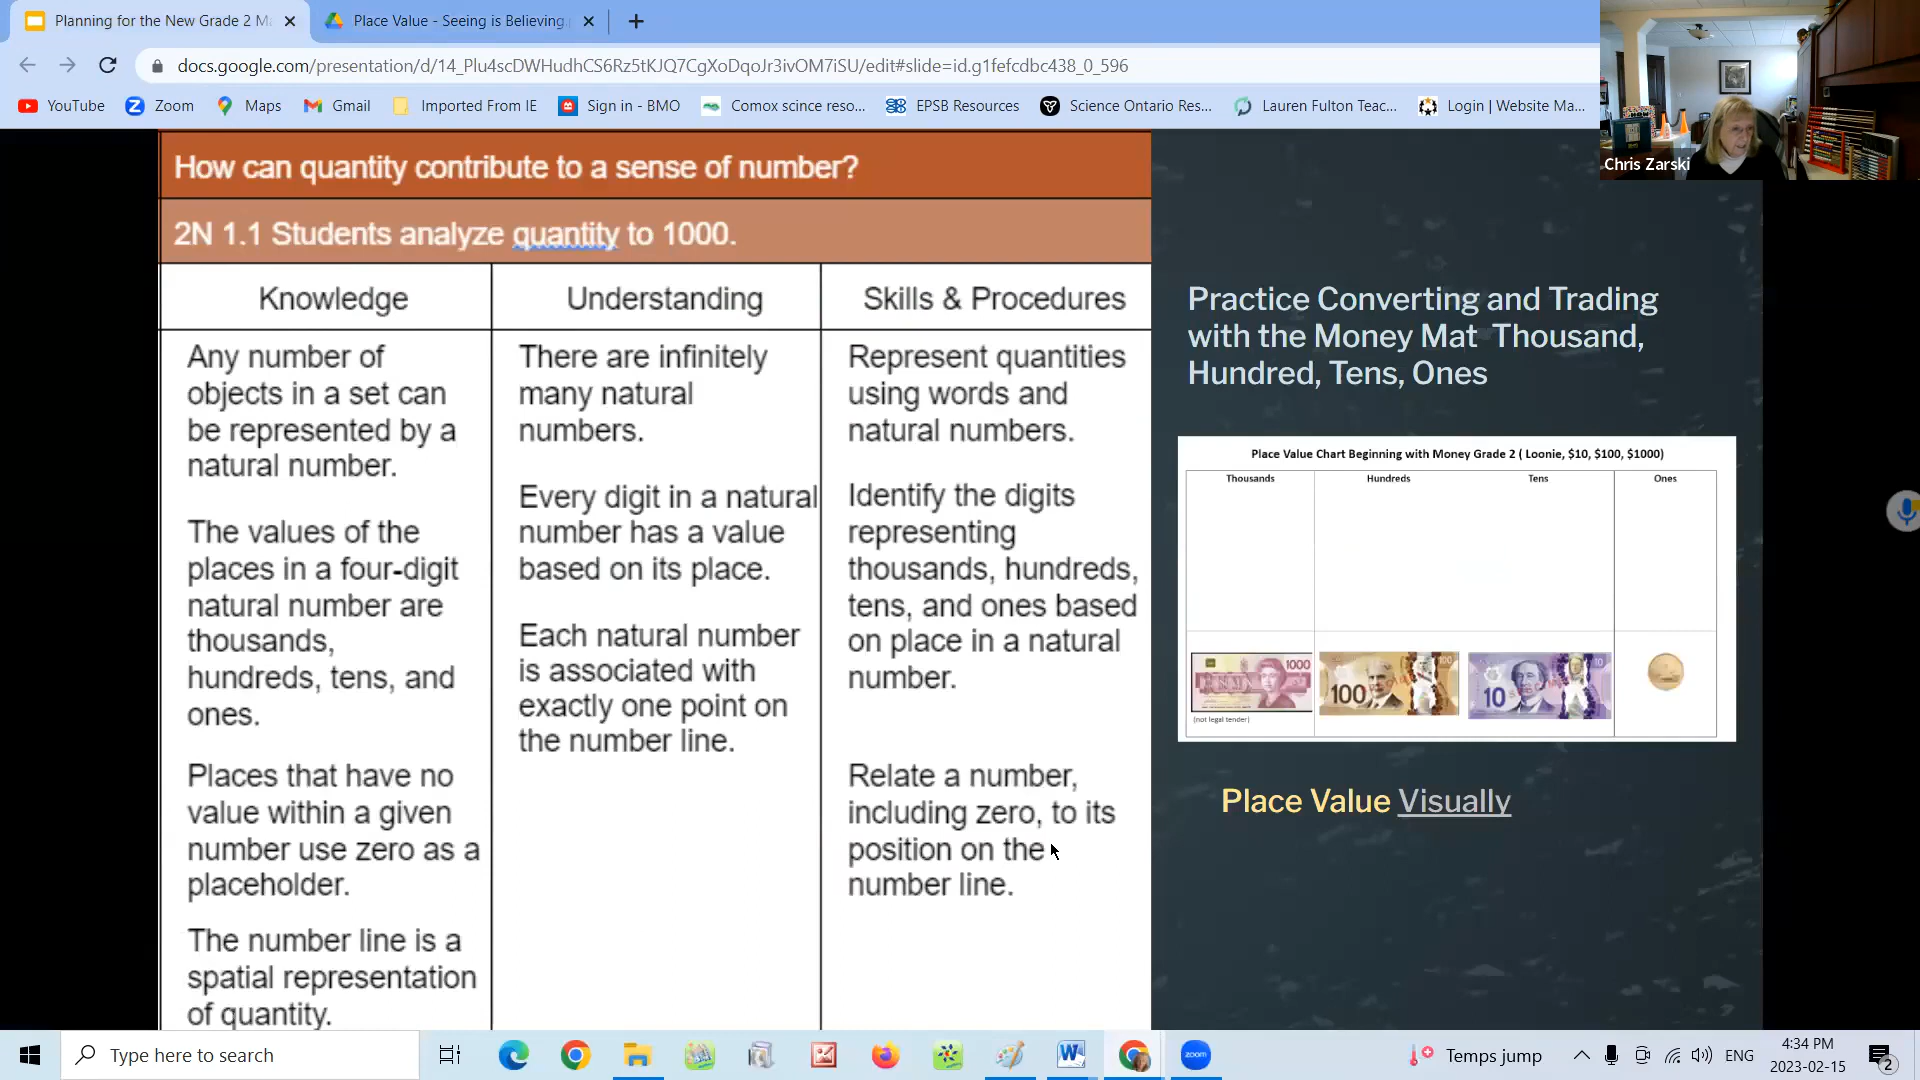 Planning for the New Grade 2 Ma
Place Value - Seeing is Believing.
docs.google.com/presentation/d/14_Plu4scDWHudhCS6Rz5tKJQ7CgXoDqoJr3ivOM7iSU/edit#slide=id.g1fefcdbc438_0_596
YouTube Zoom Maps Gmail Imported From IE Sign in - BMO Comox scince reso... EPSB Resources Science Ontario Res... Lauren Fulton Teac... Login | Website Ma...
Chris Zarski
How can quantity contribute to a sense of number?
2N 1.1 Students analyze quantity to 1000.
Knowledge
Any number of
objects in a set can
be represented by a
natural number.
The values of the
places in a four-digit
natural number are
thousands,
hundreds, tens, and
ones.
Places that have no
value within a given
number use zero as a
placeholder.
The number line is a
spatial representation
of quantity.
Understanding
There are infinitely
many natural
numbers.
Every digit in a natural
number has a value
based on its place.
Each natural number
is associated with
exactly one point on
the number line.
Skills & Procedures
Represent quantities
using words and
natural numbers.
Identify the digits
representing
thousands, hundreds,
tens, and ones based
on place in a natural
number.
Relate a number,
including zero, to its
position on the
number line.
Practice Converting and Trading
with the Money Mat Thousand,
Hundred, Tens, Ones
Place Value Chart Beginning with Money Grade 2 ( Loonie, $10, $100, $1000)
Thousands Hundreds Tens Ones
1000
100
10
(not legal tender)
Place Value Visually
Type here to search
zoom
Temps jump
ENG
4:34 PM
2023-02-15
2